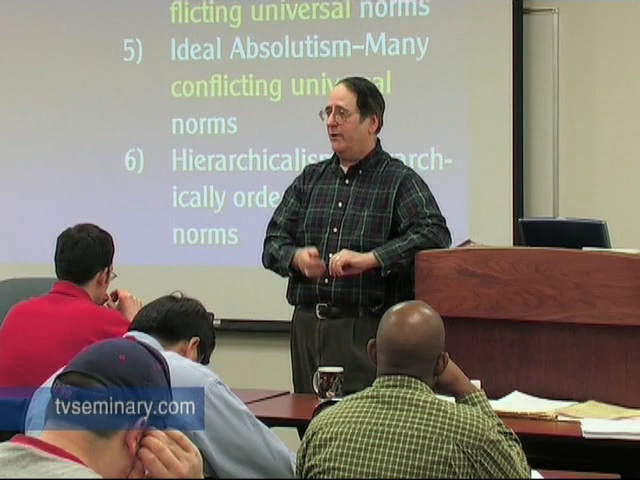 flicting universal norms
5) Ideal Absolutism–Many
conflicting
norms
6)
ically
norms
tvseminary.com